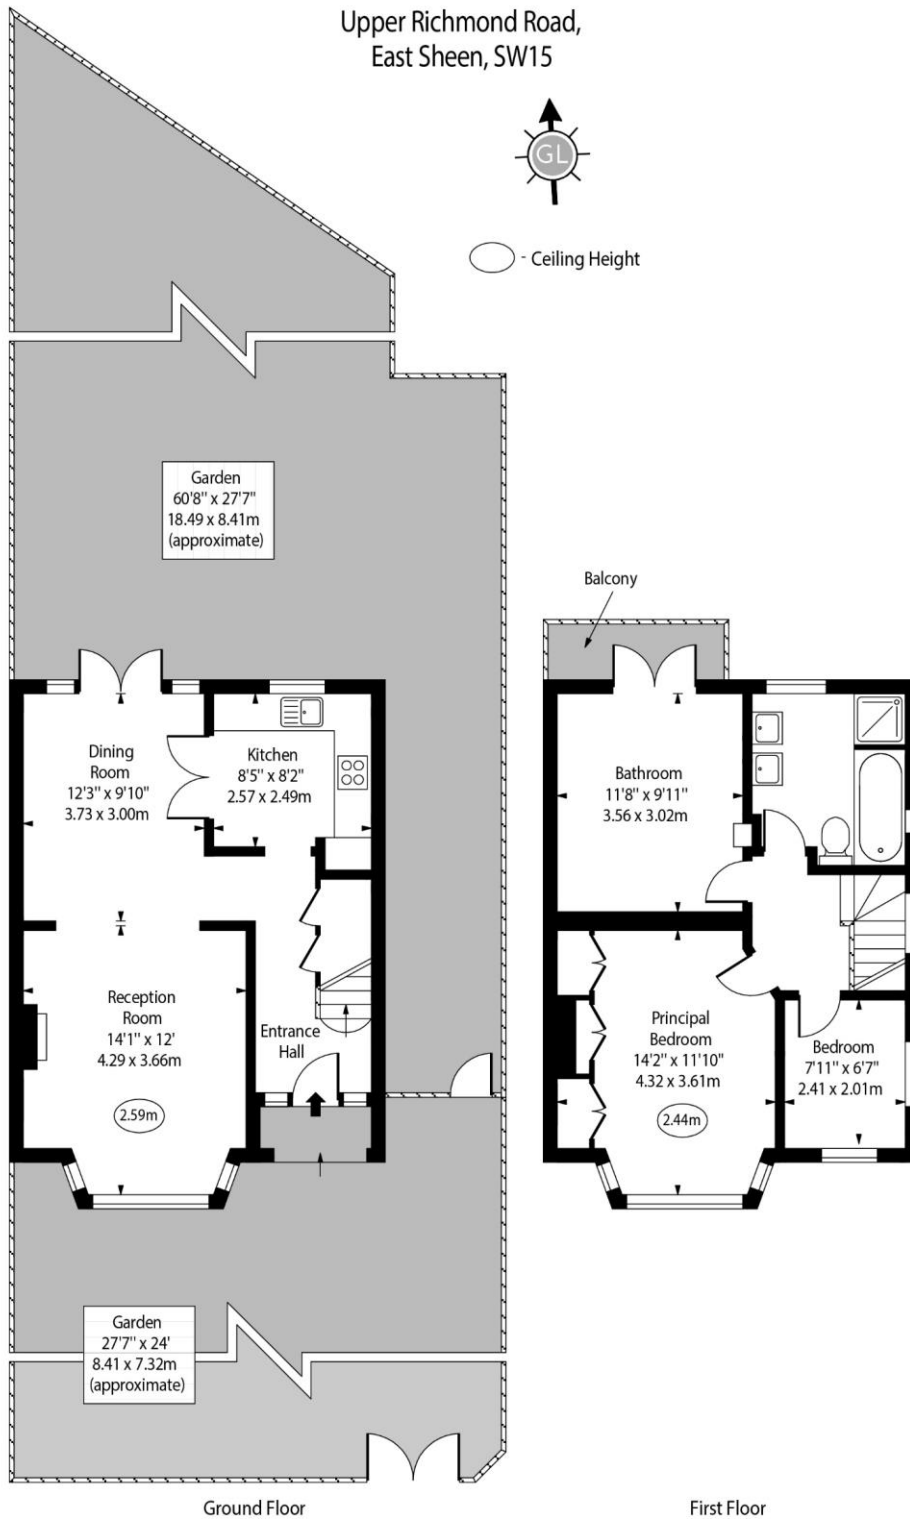 Upper Richmond Road,
East Sheen, SW15
GL
- Ceiling Height
Garden
60'8" x 27'7"
18.49 x 8.41m
(approximate)
Balcony
Dining
Room
12'3" x 9'10"
3.73 x 3.00m
Kitchen
8'5" x 8'2"
2.57 x 2.49m
Bathroom
11'8" x 9'11"
3.56 x 3.02m
Reception
Room
14'1" x 12'
4.29 x 3.66m
2.59m
Entrance
Hall
Principal
Bedroom
14'2" x 11'10"
4.32 x 3.61m
2.44m
Bedroom
7'11" x 6'7"
2.41 x 2.01m
Garden
27'7" x 24'
8.41 x 7.32m
(approximate)
Ground Floor
First Floor